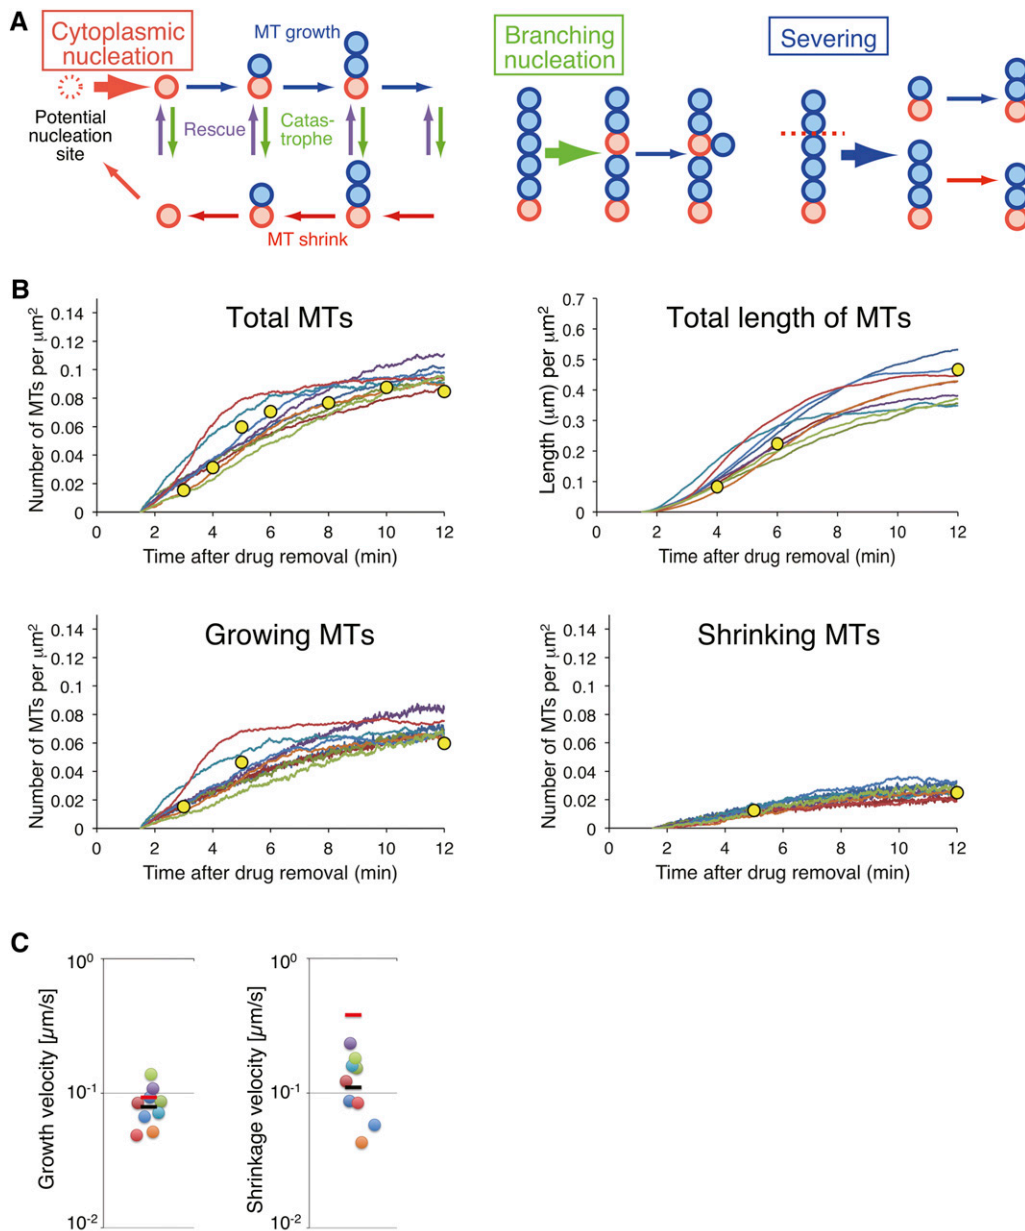 A
Cytoplasmic
nucleation
MT growth
Potential
nucleation
site
Rescue
Catas-
trophe
MT shrink
Branching
nucleation
Severing
B
Total MTs
Number of MTs per μm²
0.14
0.12
0.1
0.08
0.06
0.04
0.02
0
0 2 4 6 8 10 12
Time after drug removal (min)
Total length of MTs
Length (μm) per μm²
0.7
0.6
0.5
0.4
0.3
0.2
0.1
0
0 2 4 6 8 10 12
Time after drug removal (min)
Growing MTs
Number of MTs per μm²
0.14
0.12
0.1
0.08
0.06
0.04
0.02
0
0 2 4 6 8 10 12
Time after drug removal (min)
Shrinking MTs
Number of MTs per μm²
0.14
0.12
0.1
0.08
0.06
0.04
0.02
0
0 2 4 6 8 10 12
Time after drug removal (min)
C
Growth velocity [μm/s]
10⁰
10⁻¹
10⁻²
Shrinkage velocity [μm/s]
10⁰
10⁻¹
10⁻²